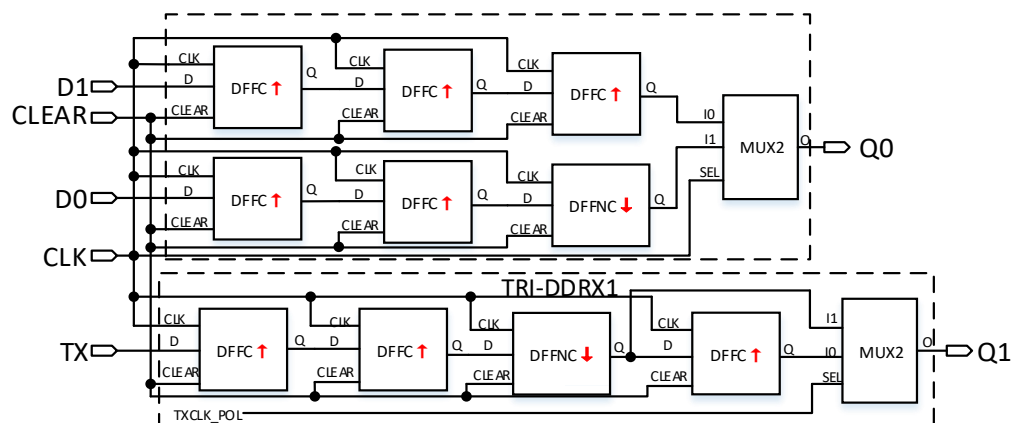 CLK
D
CLEAR
DFFC
Q
CLK
D
CLEAR
DFFC
Q
CLK
D
CLEAR
DFFC
Q
D1
CLEAR
I0
I1
SEL
MUX2
O
Q0
CLK
D
CLEAR
DFFC
Q
CLK
D
CLEAR
DFFC
Q
CLK
D
CLEAR
DFFNC
Q
D0
CLK
TRI-DDRX1
CLK
D
CLEAR
DFFC
Q
CLK
D
CLEAR
DFFC
Q
CLK
D
CLEAR
DFFNC
Q
CLK
D
CLEAR
DFFC
Q
I1
I0
SEL
MUX2
O
Q1
TX
TXCLK_POL